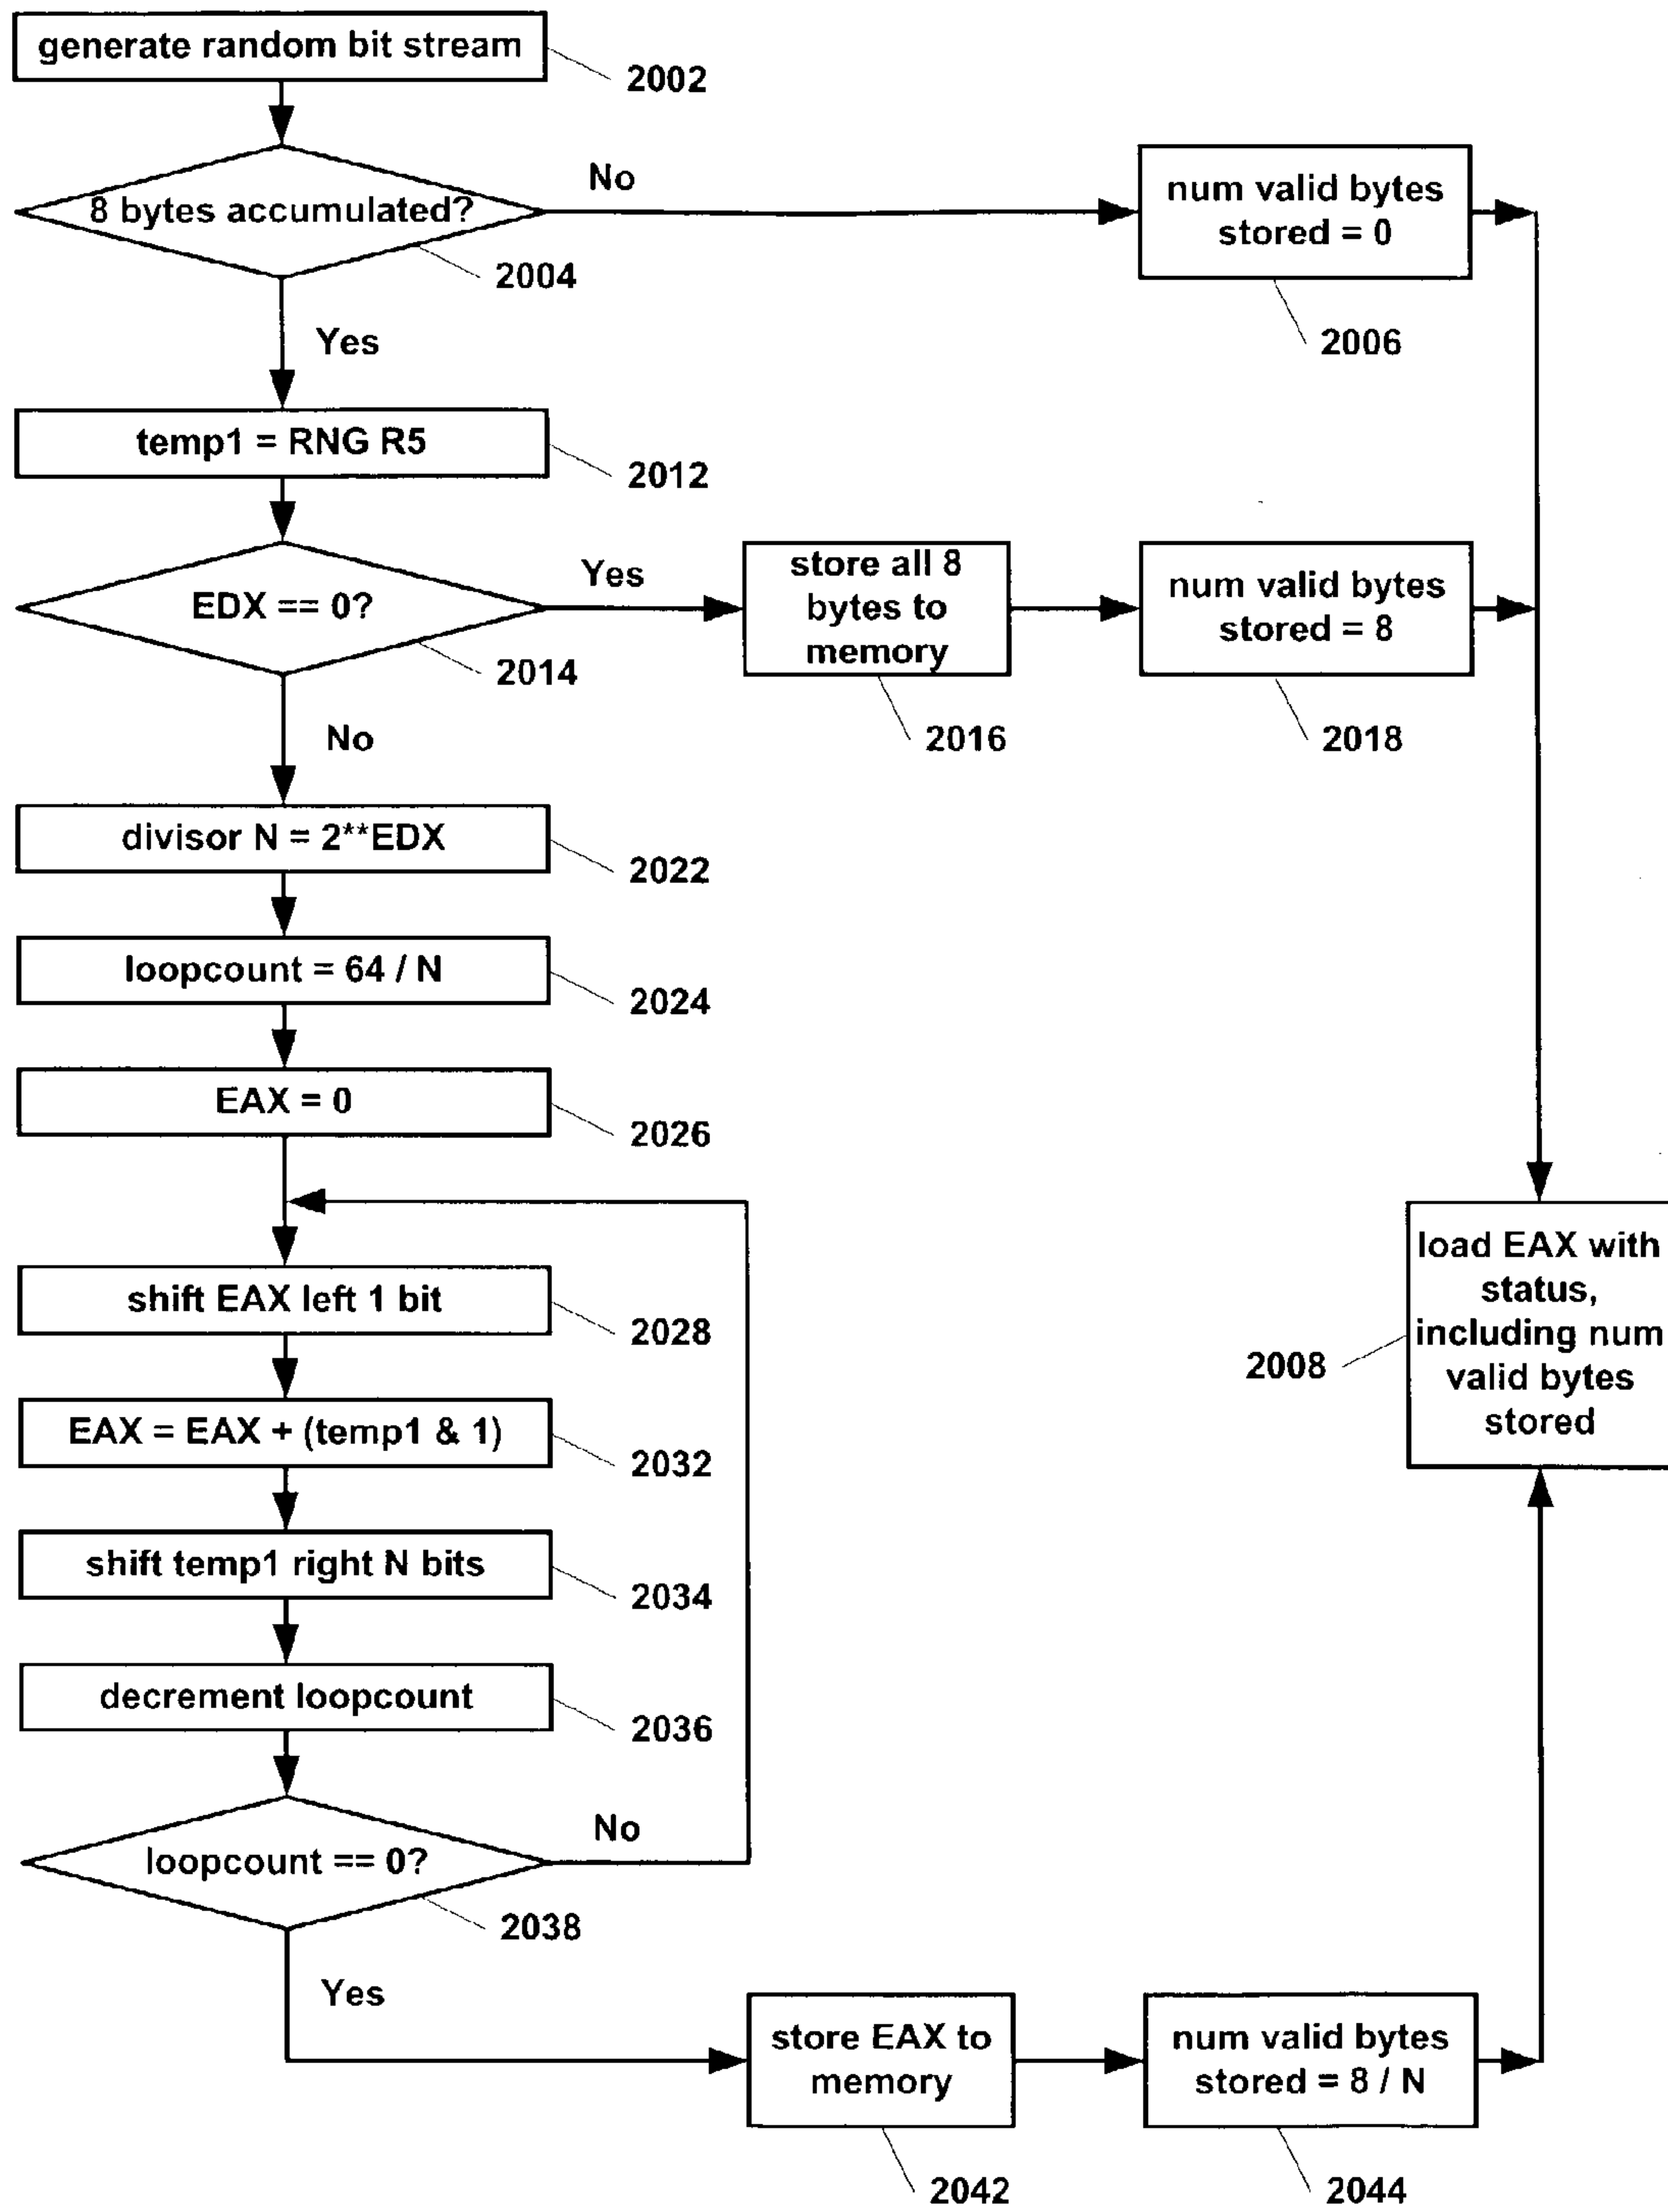 generate random bit stream
2002
8 bytes accumulated?
No
2004
num valid bytes
stored = 0
2006
Yes
temp1 = RNG R5
2012
EDX == 0?
Yes
2014
store all 8
bytes to
memory
2016
num valid bytes
stored = 8
2018
No
divisor N = 2**EDX
2022
loopcount = 64 / N
2024
EAX = 0
2026
shift EAX left 1 bit
2028
load EAX with
status,
including num
valid bytes
stored
2008
EAX = EAX + (temp1 & 1)
2032
shift temp1 right N bits
2034
decrement loopcount
2036
loopcount == 0?
No
2038
Yes
store EAX to
memory
2042
num valid bytes
stored = 8 / N
2044